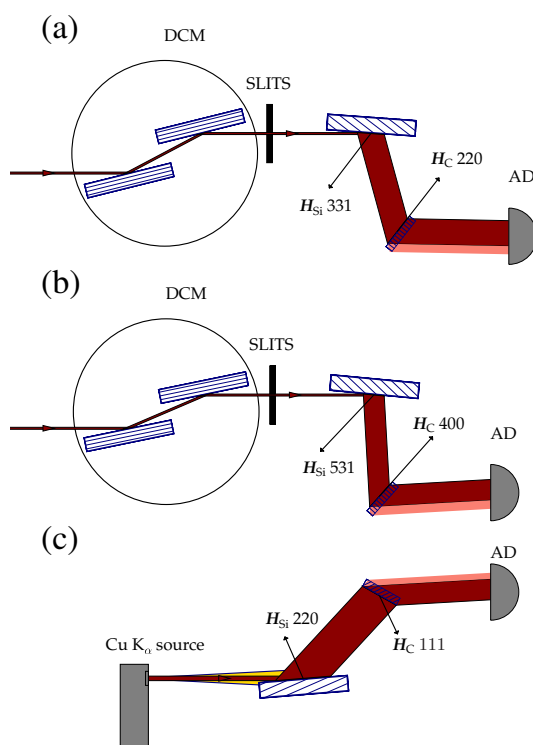 (a)
DCM
SLITS
H_C 220
AD
H_Si 331
(b)
DCM
SLITS
H_C 400
AD
H_Si 531
(c)
AD
H_Si 220
Cu K_α source
H_C 111